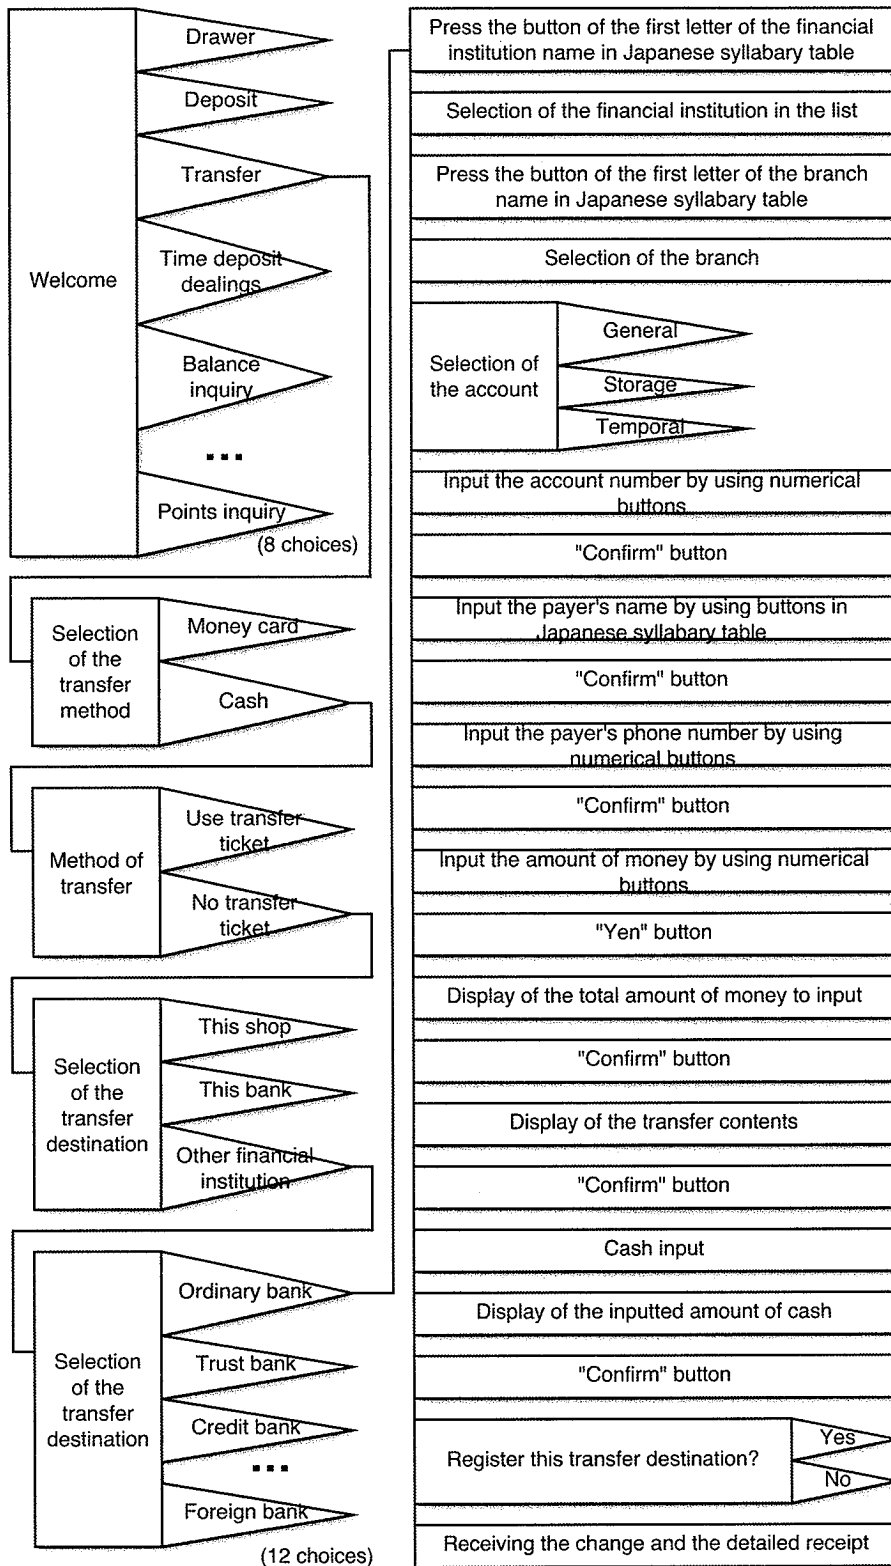 Drawer
Deposit
Transfer
Welcome
Time deposit
dealings
Balance
inquiry
...
Points inquiry
(8 choices)
Selection
of the
transfer
method
Money card
Cash
Method of
transfer
Use transfer
ticket
No transfer
ticket
Selection
of the
transfer
destination
This shop
This bank
Other financial
institution
Selection
of the
transfer
destination
Ordinary bank
Trust bank
Credit bank
...
Foreign bank
(12 choices)
Press the button of the first letter of the financial
institution name in Japanese syllabary table
Selection of the financial institution in the list
Press the button of the first letter of the branch
name in Japanese syllabary table
Selection of the branch
Selection of
the account
General
Storage
Temporal
Input the account number by using numerical
buttons
"Confirm" button
Input the payer's name by using buttons in
Japanese syllabary table
"Confirm" button
Input the payer's phone number by using
numerical buttons
"Confirm" button
Input the amount of money by using numerical
buttons
"Yen" button
Display of the total amount of money to input
"Confirm" button
Display of the transfer contents
"Confirm" button
Cash input
Display of the inputted amount of cash
"Confirm" button
Register this transfer destination?
Yes
No
Receiving the change and the detailed receipt